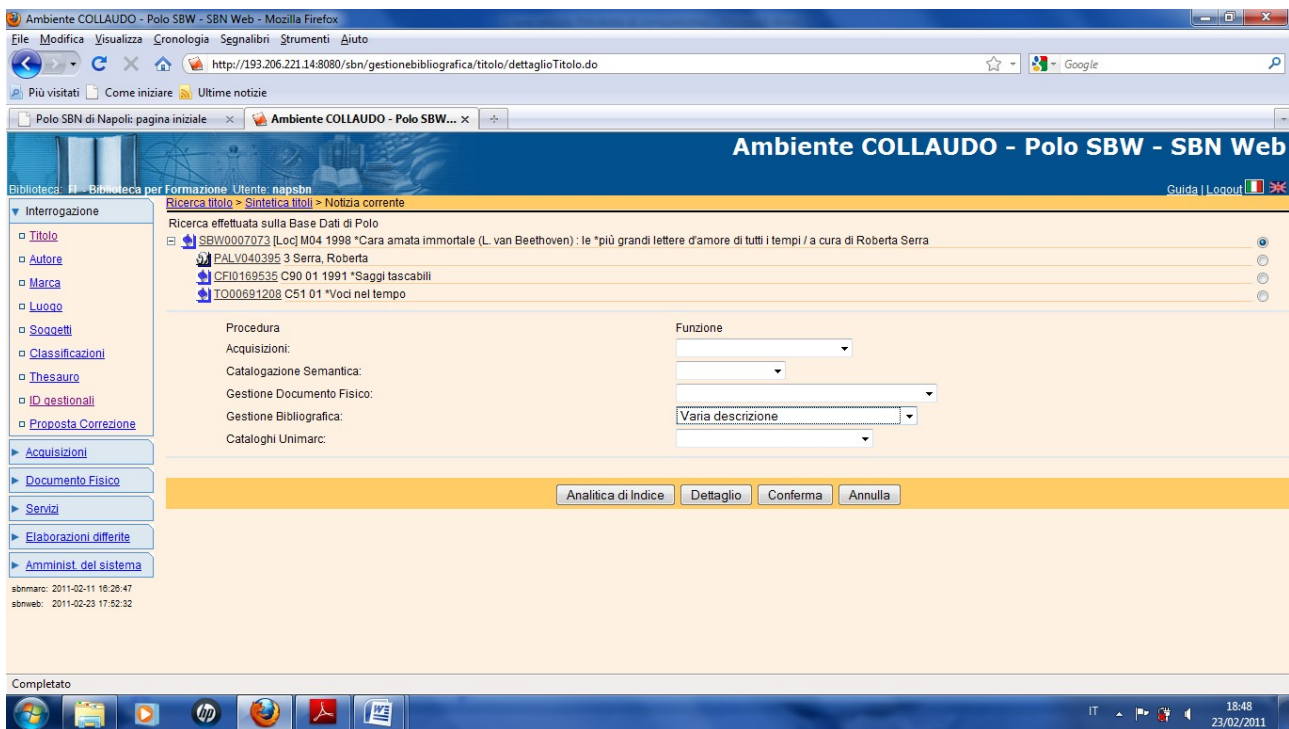 Ambiente COLLAUDO - Polo SBW - SBN Web - Mozilla Firefox
File Modifica Visualizza Cronologia Segnalibri Strumenti Aiuto
http://193.206.221.14:8080/sbn/gestionebibliografica/titolo/dettaglioTitolo.do
Google
Più visitati Come iniziare Ultime notizie
Polo SBN di Napoli: pagina iniziale
Ambiente COLLAUDO - Polo SBW...
Ambiente COLLAUDO - Polo SBW - SBN Web
Biblioteca: FI - Biblioteca per Formazione Utente: napsbn
Guida | Logout
Interrogazione
Titolo
Autore
Marca
Luogo
Soggetti
Classificazioni
Thesauro
ID gestionali
Proposta Correzione
Acquisizioni
Documento Fisico
Servizi
Elaborazioni differite
Amminist. del sistema
sbnmarc: 2011-02-11 16:26:47
sbnweb: 2011-02-23 17:52:32
Ricerca titolo > Sintetica titoli > Notizia corrente
Ricerca effettuata sulla Base Dati di Polo
SBW0007073 [Loc] M04 1998 *Cara amata immortale (L. van Beethoven) : le *più grandi lettere d'amore di tutti i tempi / a cura di Roberta Serra
PALV040395 3 Serra, Roberta
CFI0169535 C90 01 1991 *Saggi tascabili
TO00691208 C51 01 *Voci nel tempo
Procedura Funzione
Acquisizioni:
Catalogazione Semantica:
Gestione Documento Fisico:
Gestione Bibliografica: Varia descrizione
Cataloghi Unimarc:
Analitica di Indice Dettaglio Conferma Annulla
Completato
hp
IT
18:48
23/02/2011